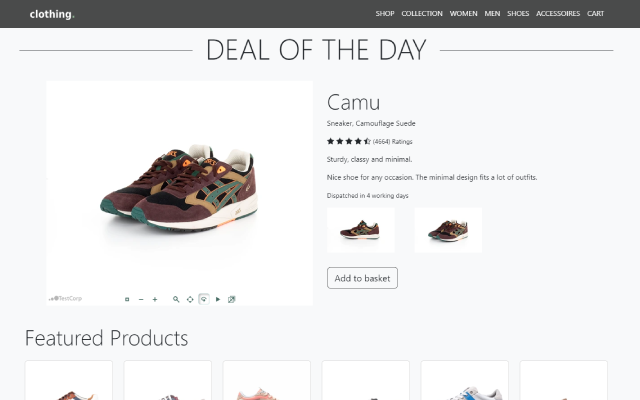 clothing.
SHOP COLLECTION WOMEN MEN SHOES ACCESSOIRES CART
DEAL OF THE DAY
Camu
Sneaker, Camouflage Suede
(4664) Ratings
Sturdy, classy and minimal.
Nice shoe for any occasion. The minimal design fits a lot of outfits.
Dispatched in 4 working days
Add to basket
TestCorp
Featured Products